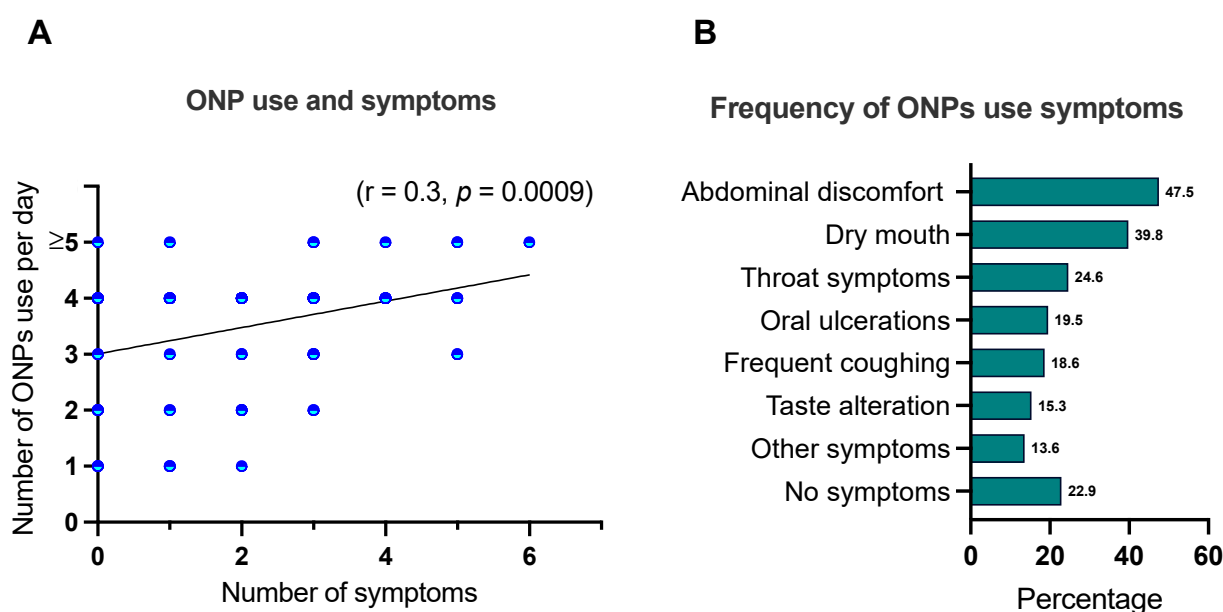 A
ONP use and symptoms
(r = 0.3, p = 0.0009)
Number of ONPs use per day
≥5
4
3
2
1
0
0
2
4
6
Number of symptoms
B
Frequency of ONPs use symptoms
Abdominal discomfort
47.5
Dry mouth
39.8
Throat symptoms
24.6
Oral ulcerations
19.5
Frequent coughing
18.6
Taste alteration
15.3
Other symptoms
13.6
No symptoms
22.9
0
20
40
60
Percentage